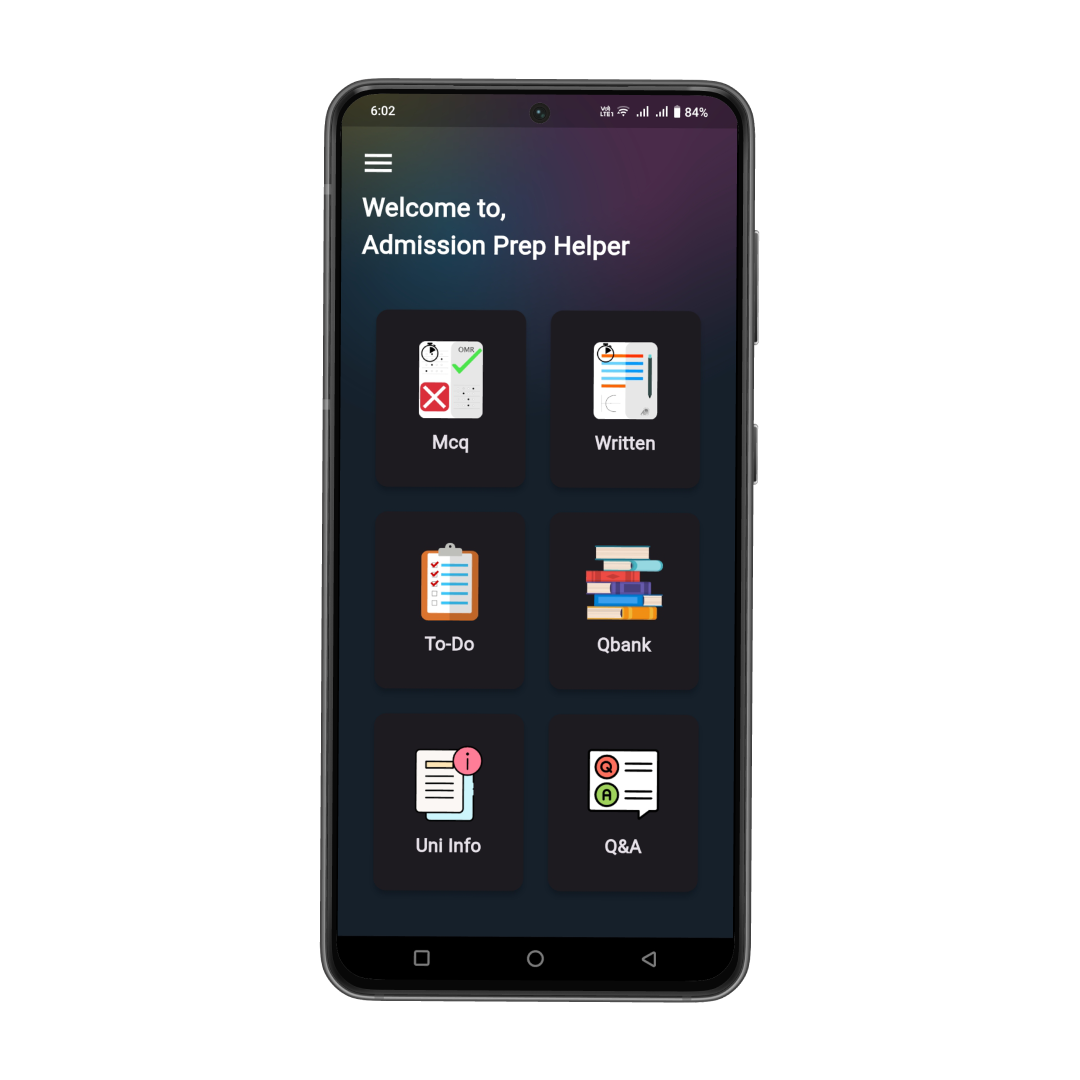 6:02
84%
Welcome to,
Admission Prep Helper
OMR
Mcq
Written
To-Do
Qbank
i
Uni Info
Q
A
Q&A